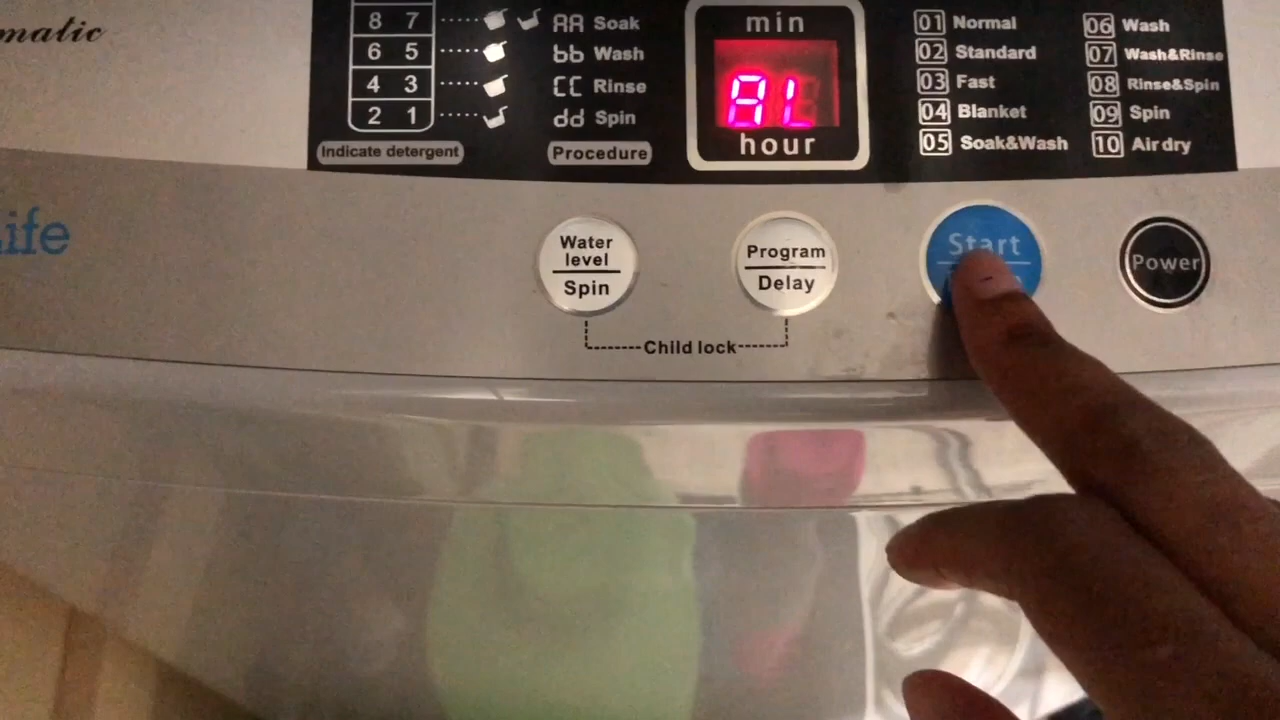 matic
8 7
6 5
4 3
2 1
Indicate detergent
AA Soak
bb Wash
CC Rinse
dd Spin
Procedure
min
8L
hour
01 Normal
02 Standard
03 Fast
04 Blanket
05 Soak&Wash
06 Wash
07 Wash&Rinse
08 Rinse&Spin
09 Spin
10 Air dry
ife
Water
level
Spin
Program
Delay
Start
Power
Child lock